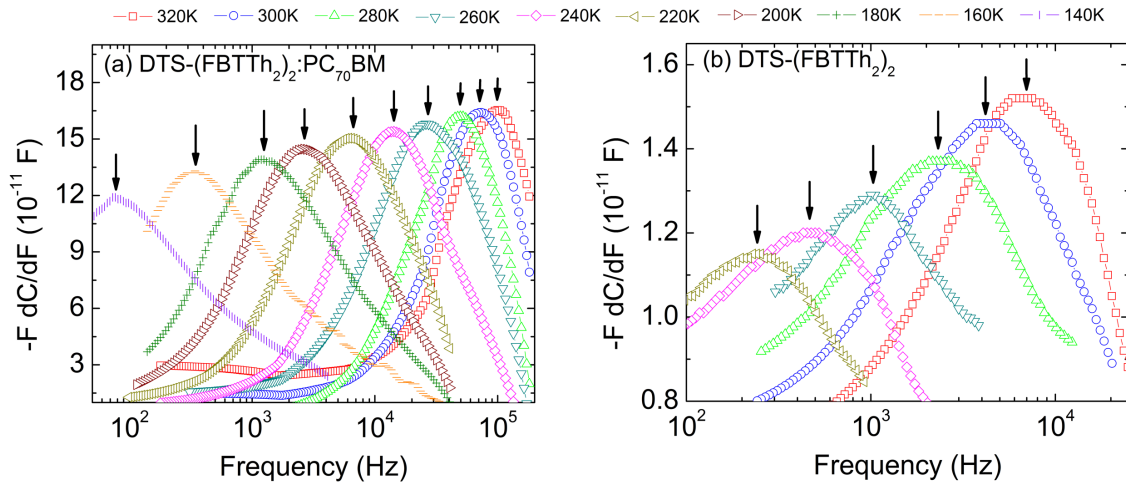 320K 300K 280K 260K 240K 220K 200K 180K 160K 140K
(a) DTS-(FBTTh₂)₂:PC₇₀BM
-F dC/dF (10⁻¹¹ F)
18
15
12
9
6
3
10² 10³ 10⁴ 10⁵
Frequency (Hz)
(b) DTS-(FBTTh₂)₂
-F dC/dF (10⁻¹¹ F)
1.6
1.4
1.2
1.0
0.8
10² 10³ 10⁴
Frequency (Hz)